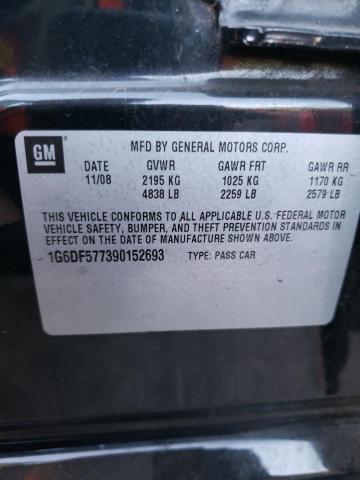 GM
MFD BY GENERAL MOTORS CORP.
DATE GVWR GAWR FRT GAWR RR
11/08 2195 KG 1025 KG 1170 KG
4838 LB 2259 LB 2579 LB
THIS VEHICLE CONFORMS TO ALL APPLICABLE U.S. FEDERAL MOTOR
VEHICLE SAFETY, BUMPER, AND THEFT PREVENTION STANDARDS
IN EFFECT ON THE DATE OF MANUFACTURE SHOWN ABOVE.
1G6DF577390152693 TYPE: PASS CAR